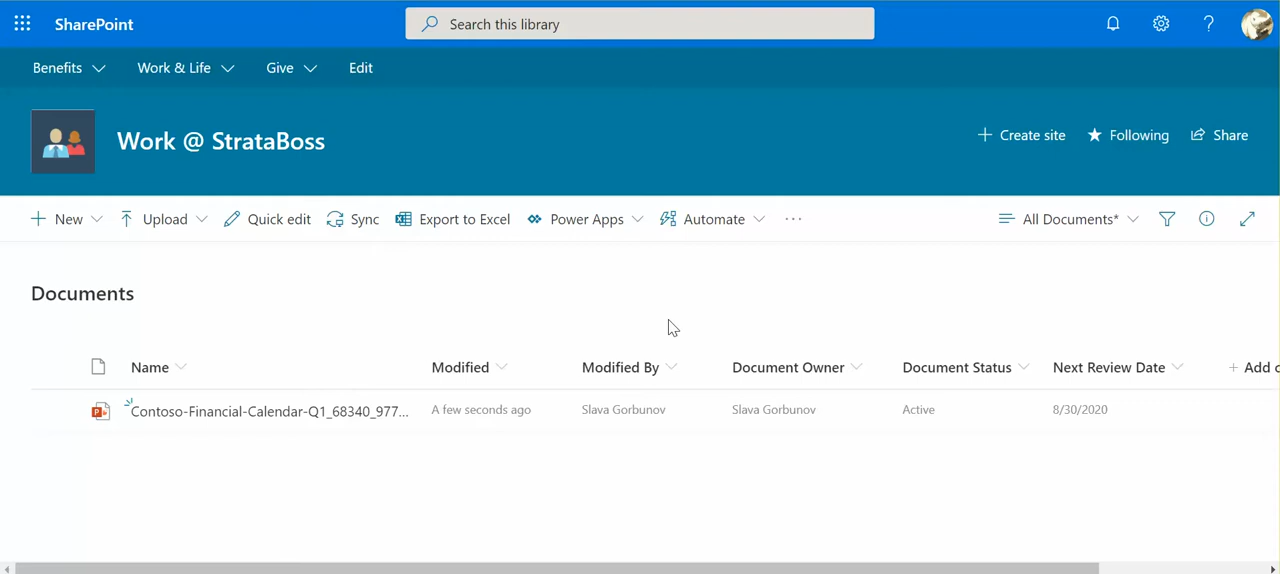 SharePoint
Search this library
?
Benefits Work & Life Give Edit
Work @ StrataBoss
+ Create site Following Share
+ New Upload Quick edit Sync Export to Excel Power Apps Automate ... All Documents*
Documents
Name Modified Modified By Document Owner Document Status Next Review Date + Add c
Contoso-Financial-Calendar-Q1_68340_977... A few seconds ago Slava Gorbunov Slava Gorbunov Active 8/30/2020